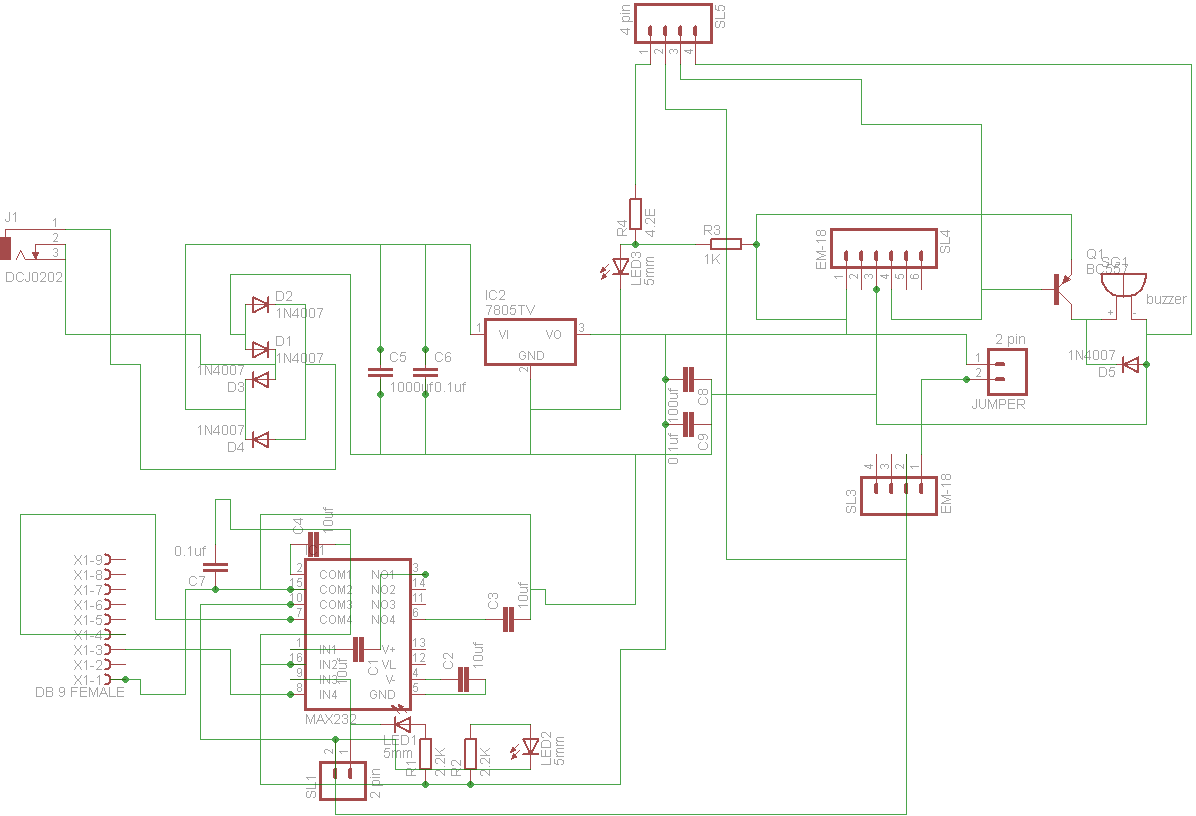 4 pin
SL5
1
2
3
4
J1
1
2
3
DCJ0202
R4
4.2E
R3
1K
LED3
5mm
EM-18
SL4
1
2
3
4
5
6
Q1
BC557
SG1
buzzer
+
-
D2
1N4007
D1
1N4007
1N4007
D3
1N4007
D4
IC2
7805TV
1
VI
VO
3
GND
2
C5
1000uf
C6
0.1uf
C8
100uf
C9
0.1uf
2 pin
1
2
JUMPER
1N4007
D5
4
3
2
1
SL3
EM-18
X1-9
X1-8
X1-7
X1-6
X1-5
X1-4
X1-3
X1-2
X1-1
DB 9 FEMALE
0.1uf
C7
C4
10uf
IC1
2
COM1
NO1
3
15
COM2
NO2
14
10
COM3
NO3
11
7
COM4
NO4
6
1
IN1
V+
13
16
IN2
VL
12
9
IN3
V-
4
8
IN4
GND
5
MAX232
C1
10uf
C3
10uf
C2
10uf
LED1
5mm
R1
2.2K
R2
2.2K
LED2
5mm
2
1
SL1
2 pin